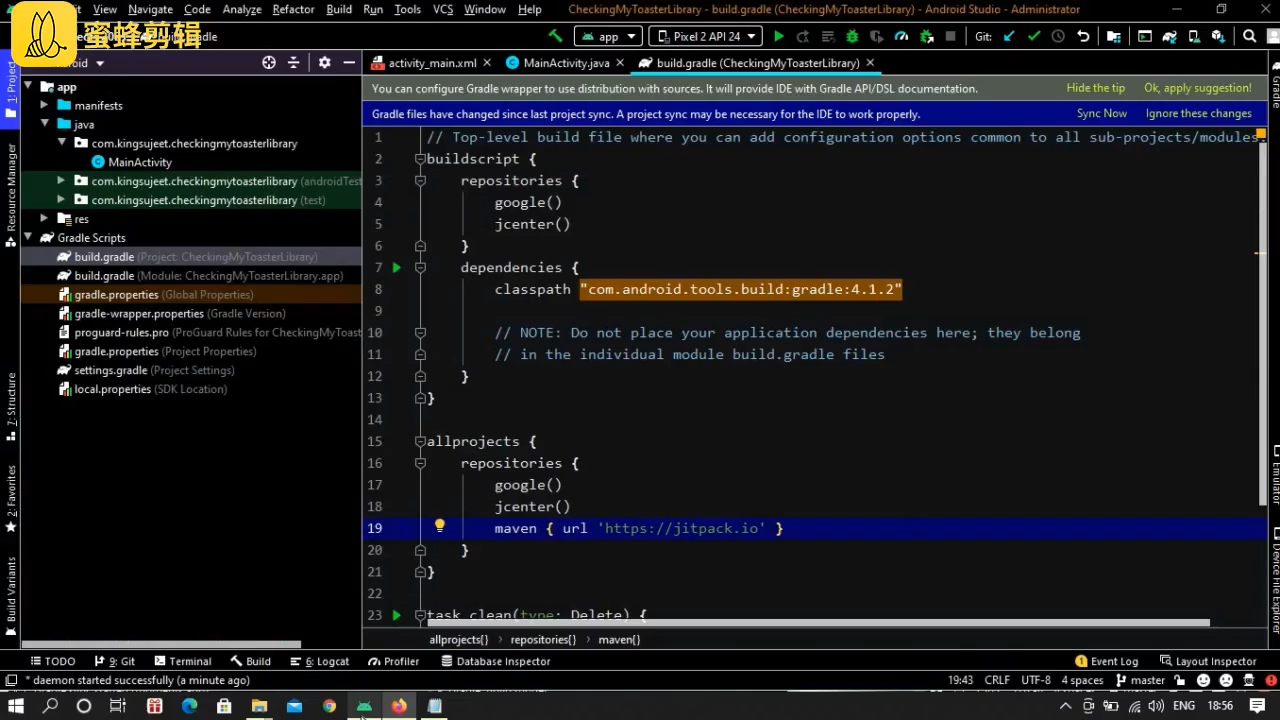 蜜蜂剪辑
it View Navigate Code Analyze Refactor Build Run Tools VCS Window Help CheckingMyToasterLibrary - build.gradle (CheckingMyToasterLibrary) - Android Studio - Administrator
app Pixel 2 API 24 Git:
activity_main.xml MainActivity.java build.gradle (CheckingMyToasterLibrary)
You can configure Gradle wrapper to use distribution with sources. It will provide IDE with Gradle API/DSL documentation. Hide the tip Ok, apply suggestion!
Gradle files have changed since last project sync. A project sync may be necessary for the IDE to work properly. Sync Now Ignore these changes
1: Project
Resource Manager
7: Structure
2: Favorites
Build Variants
app
manifests
java
com.kingsujeet.checkingmytoasterlibrary
MainActivity
com.kingsujeet.checkingmytoasterlibrary (androidTest
com.kingsujeet.checkingmytoasterlibrary (test)
res
Gradle Scripts
build.gradle (Project: CheckingMyToasterLibrary)
build.gradle (Module: CheckingMyToasterLibrary.app)
gradle.properties (Global Properties)
gradle-wrapper.properties (Gradle Version)
proguard-rules.pro (ProGuard Rules for CheckingMyToast
gradle.properties (Project Properties)
settings.gradle (Project Settings)
local.properties (SDK Location)
1 // Top-level build file where you can add configuration options common to all sub-projects/modules.
2 buildscript {
3 repositories {
4 google()
5 jcenter()
6 }
7 dependencies {
8 classpath "com.android.tools.build:gradle:4.1.2"
9
10 // NOTE: Do not place your application dependencies here; they belong
11 // in the individual module build.gradle files
12 }
13 }
14
15 allprojects {
16 repositories {
17 google()
18 jcenter()
19 maven { url 'https://jitpack.io' }
20 }
21 }
22
23 task clean(type: Delete) {
Gradle
Emulator
Device File Explorer
allprojects{} › repositories{} › maven{}
TODO 9: Git Terminal Build 6: Logcat Profiler Database Inspector 1 Event Log Layout Inspector
* daemon started successfully (a minute ago) 19:43 CRLF UTF-8 4 spaces master
ENG 18:56